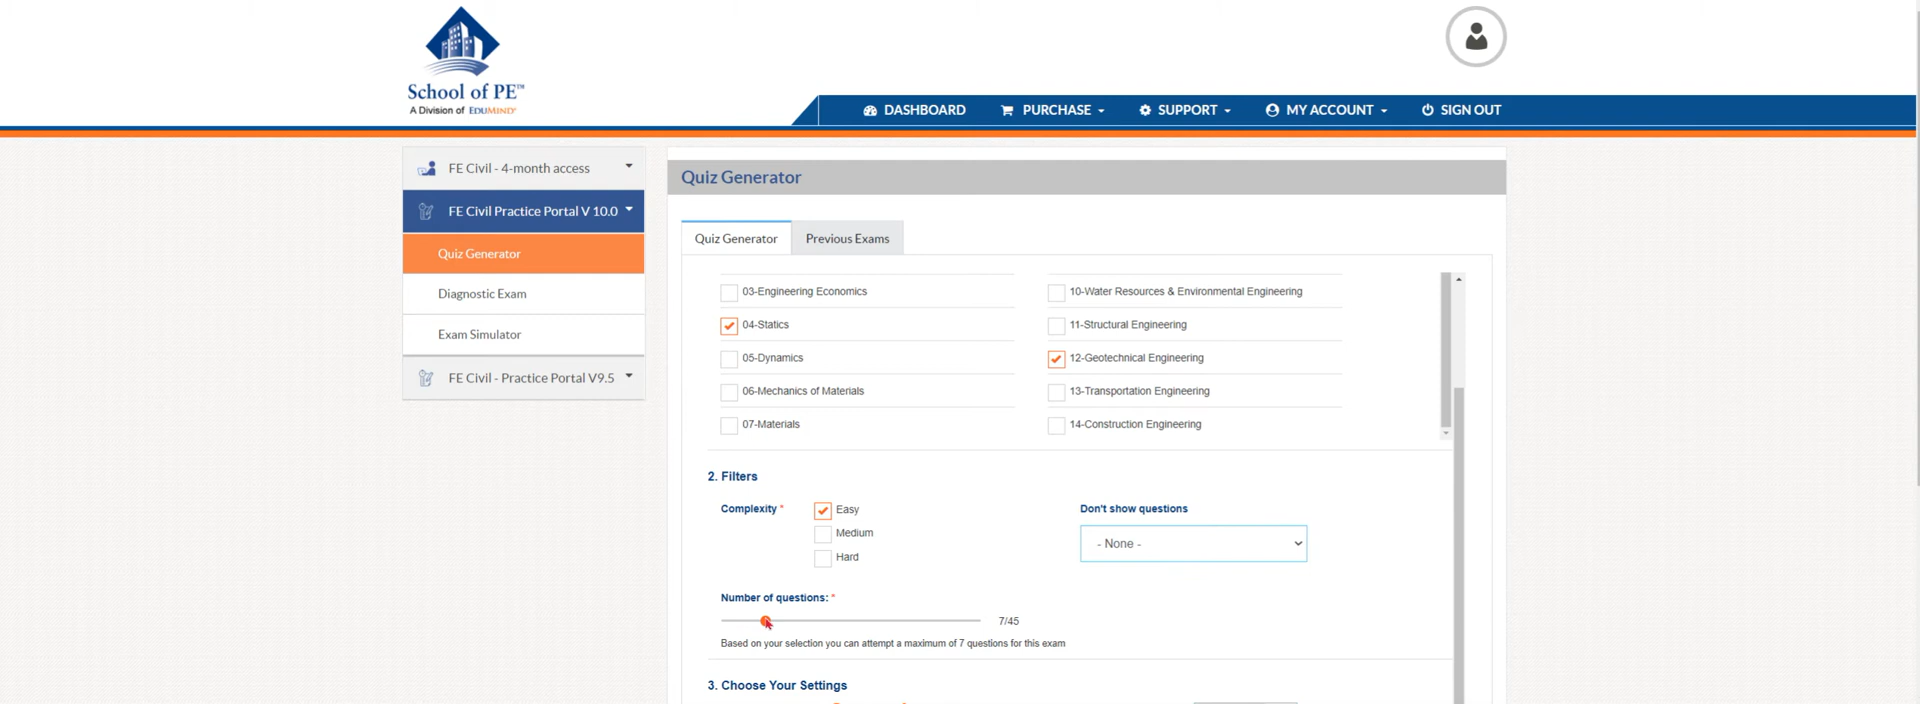 School of PE™
A Division of EDUMIND®
DASHBOARD
PURCHASE
SUPPORT
MY ACCOUNT
SIGN OUT
FE Civil - 4-month access
FE Civil Practice Portal V 10.0
Quiz Generator
Diagnostic Exam
Exam Simulator
FE Civil - Practice Portal V9.5
Quiz Generator
Quiz Generator
Previous Exams
03-Engineering Economics
10-Water Resources & Environmental Engineering
04-Statics
11-Structural Engineering
05-Dynamics
12-Geotechnical Engineering
06-Mechanics of Materials
13-Transportation Engineering
07-Materials
14-Construction Engineering
2. Filters
Complexity *
Easy
Medium
Hard
Don't show questions
- None -
Number of questions: *
7/45
Based on your selection you can attempt a maximum of 7 questions for this exam
3. Choose Your Settings